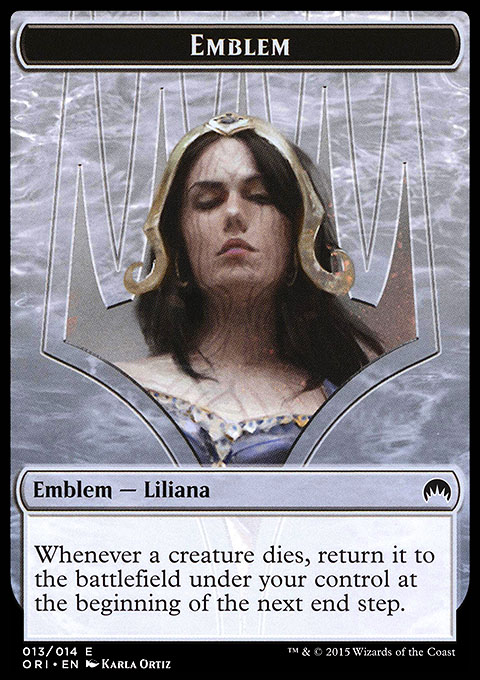 EMBLEM
Emblem — Liliana
Whenever a creature dies, return it to
the battlefield under your control at
the beginning of the next end step.
013/014 E
ORI • EN KARLA ORTIZ
™ & © 2015 Wizards of the Coast